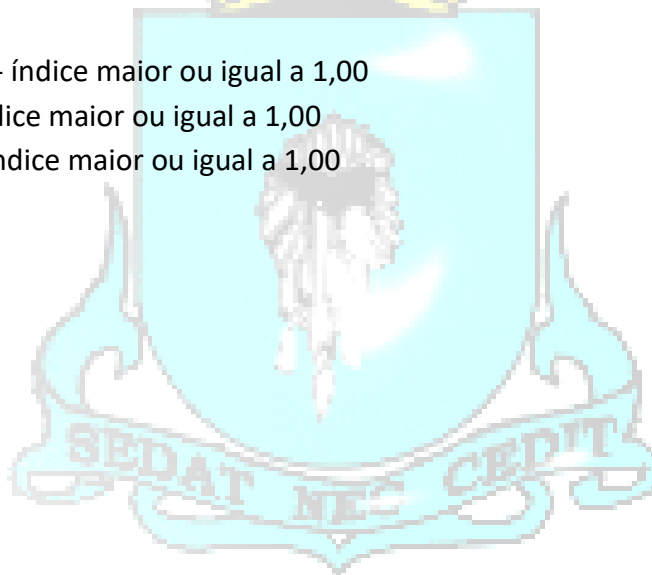 - índice maior ou igual a 1,00
dice maior ou igual a 1,00
ndice maior ou igual a 1,00
SEDAT NEC CEDIT